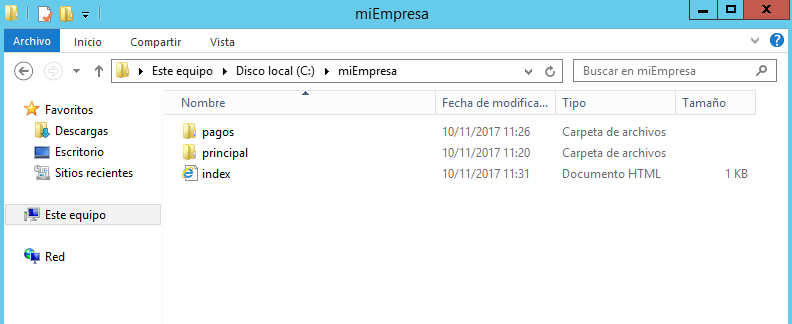 miEmpresa
Archivo Inicio Compartir Vista
Este equipo Disco local (C:) miEmpresa Buscar en miEmpresa
Nombre Fecha de modifica... Tipo Tamaño
Favoritos
Descargas
Escritorio
Sitios recientes
Este equipo
Red
pagos 10/11/2017 11:26 Carpeta de archivos
principal 10/11/2017 11:20 Carpeta de archivos
index 10/11/2017 11:31 Documento HTML 1 KB